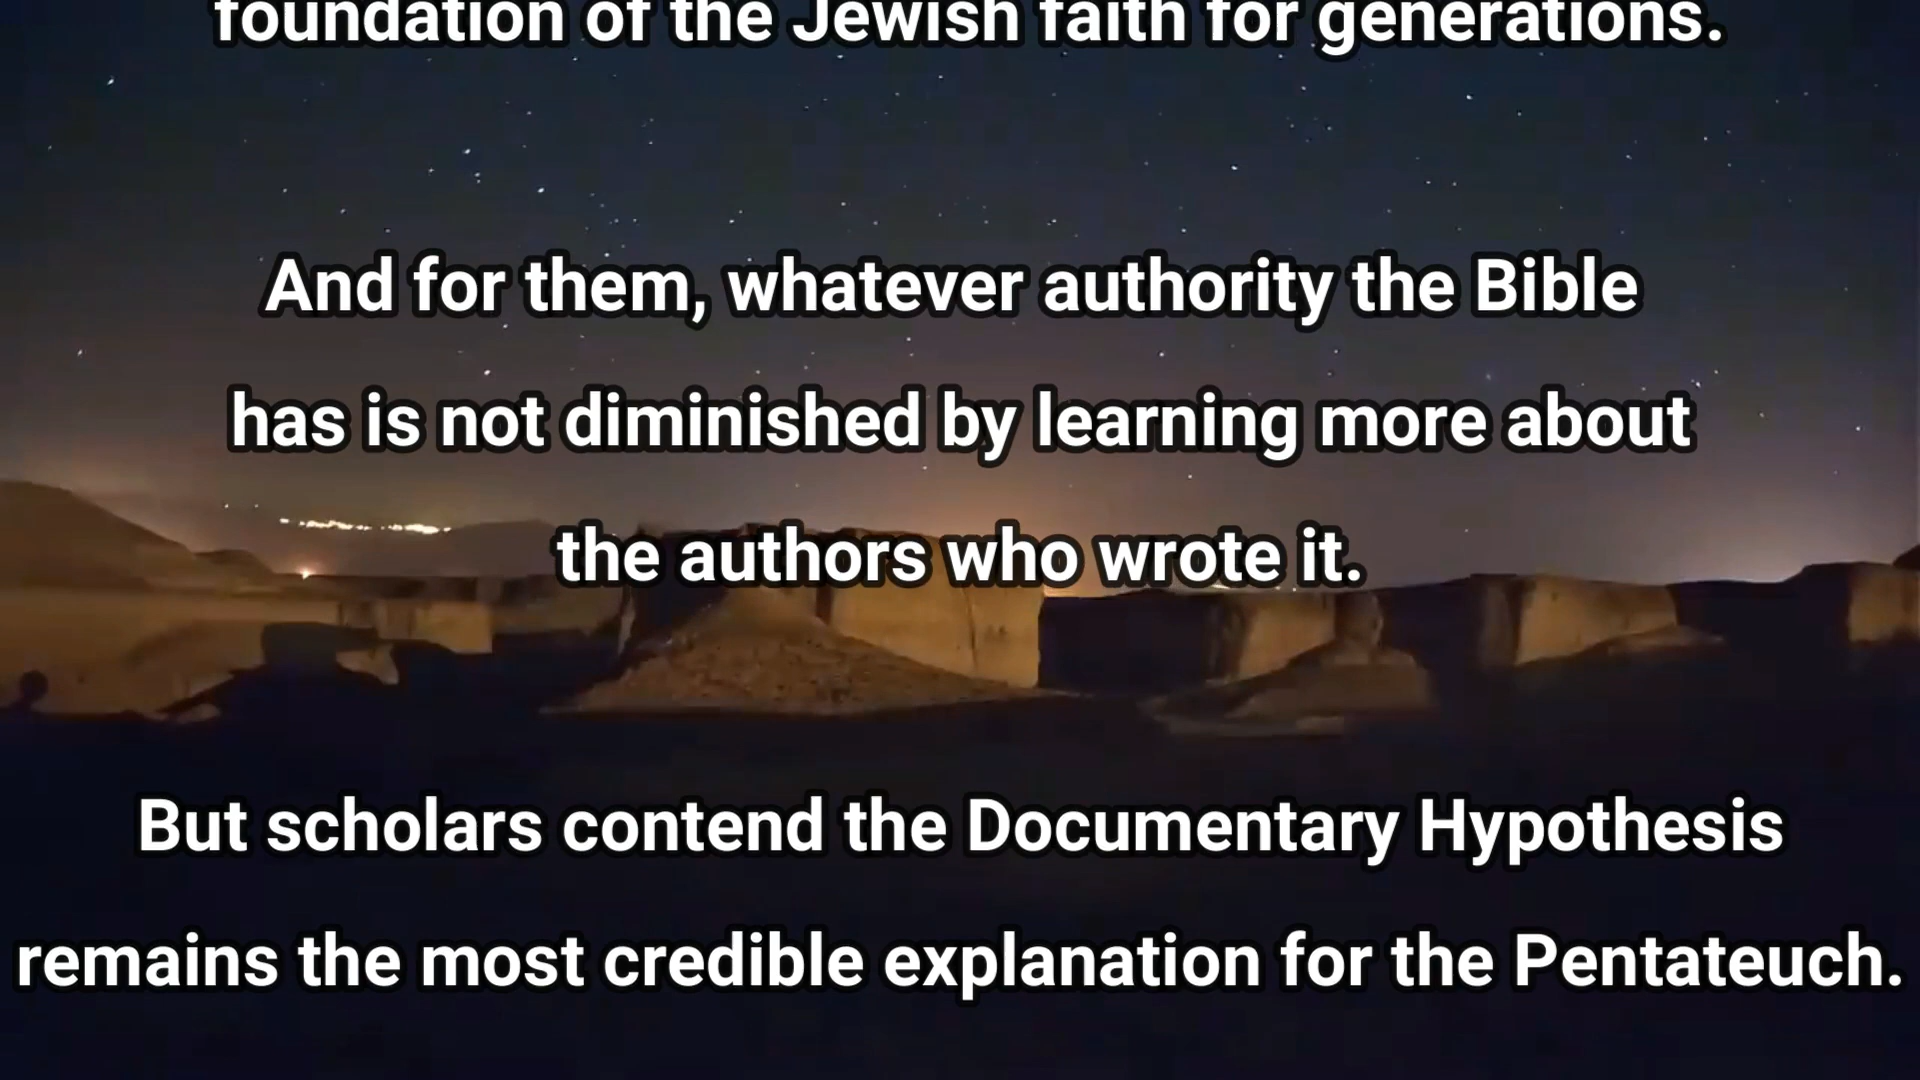 foundation of the Jewish faith for generations.
And for them, whatever authority the Bible
has is not diminished by learning more about
the authors who wrote it.
But scholars contend the Documentary Hypothesis
remains the most credible explanation for the Pentateuch.